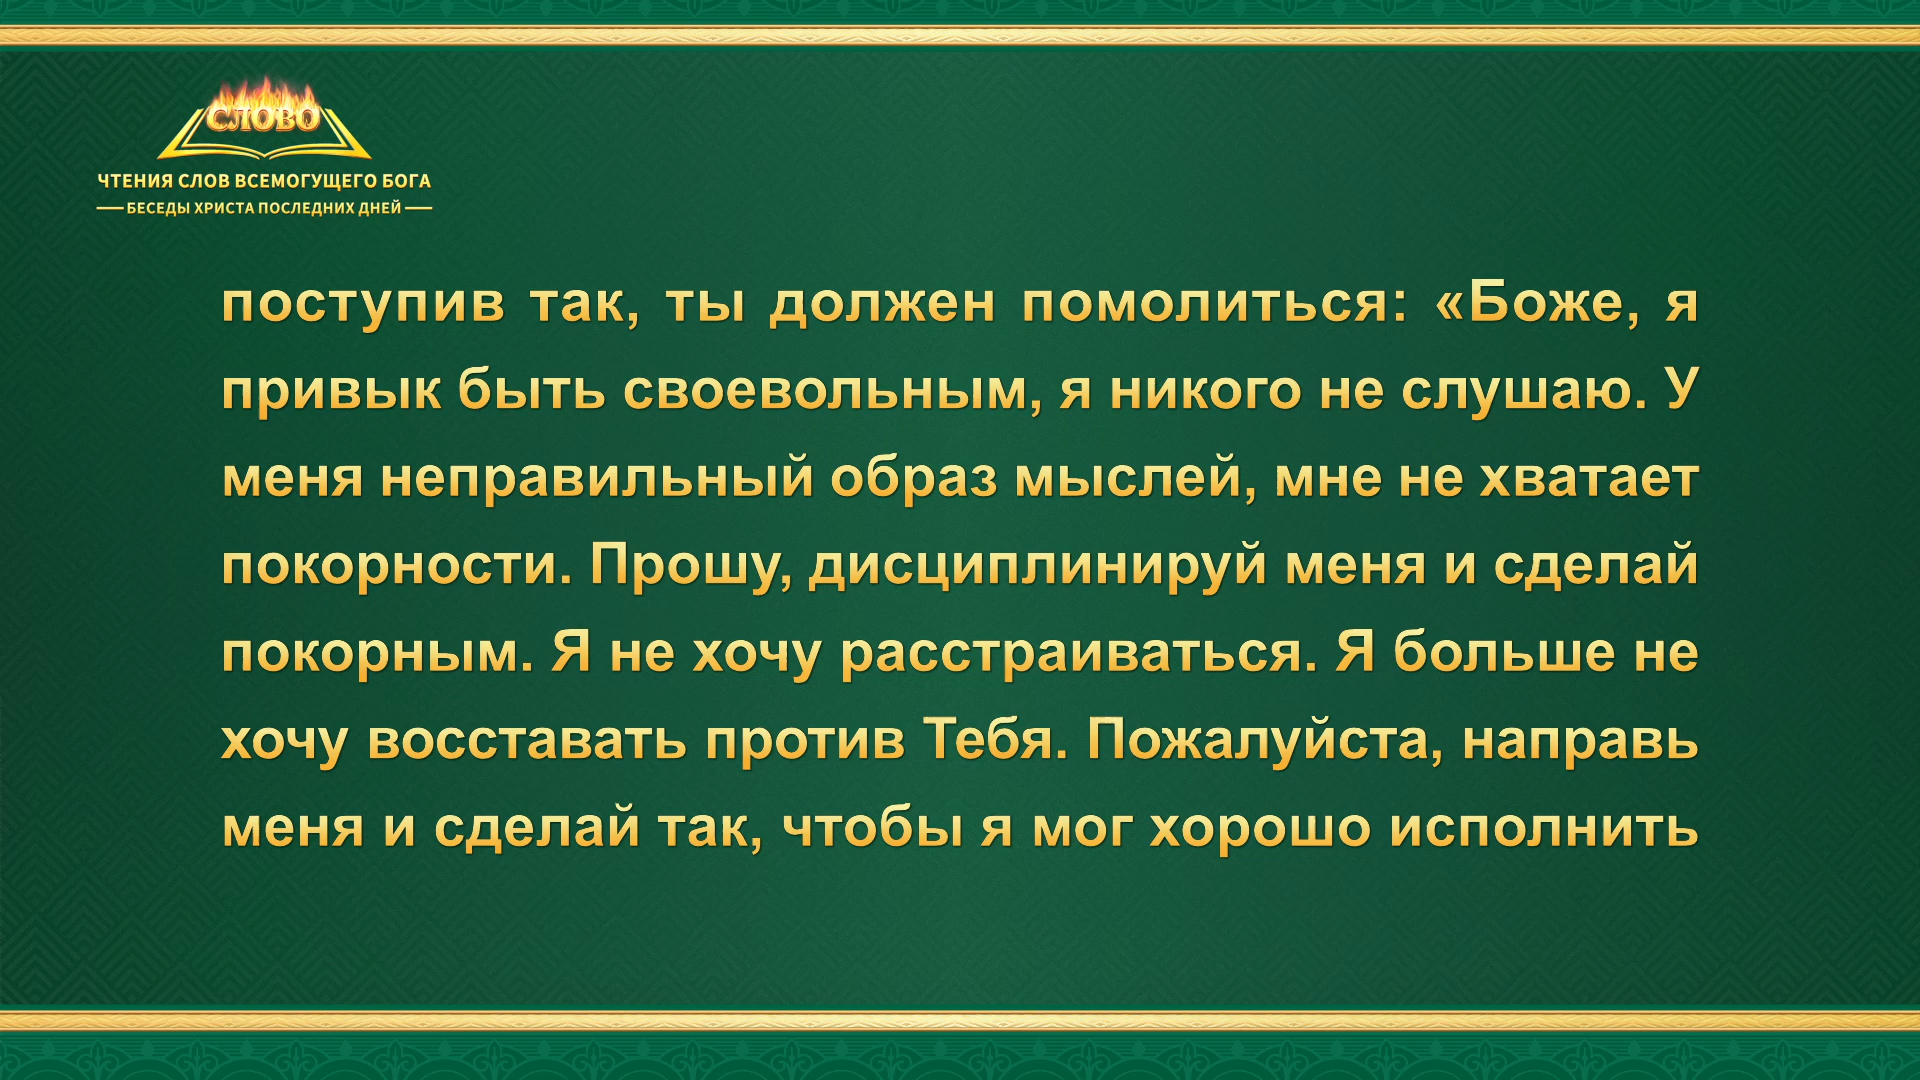 СЛОВО
ЧТЕНИЯ СЛОВ ВСЕМОГУЩЕГО БОГА
БЕСЕДЫ ХРИСТА ПОСЛЕДНИХ ДНЕЙ
поступив так, ты должен помолиться: «Боже, я
привык быть своевольным, я никого не слушаю. У
меня неправильный образ мыслей, мне не хватает
покорности. Прошу, дисциплинируй меня и сделай
покорным. Я не хочу расстраиваться. Я больше не
хочу восставать против Тебя. Пожалуйста, направь
меня и сделай так, чтобы я мог хорошо исполнить